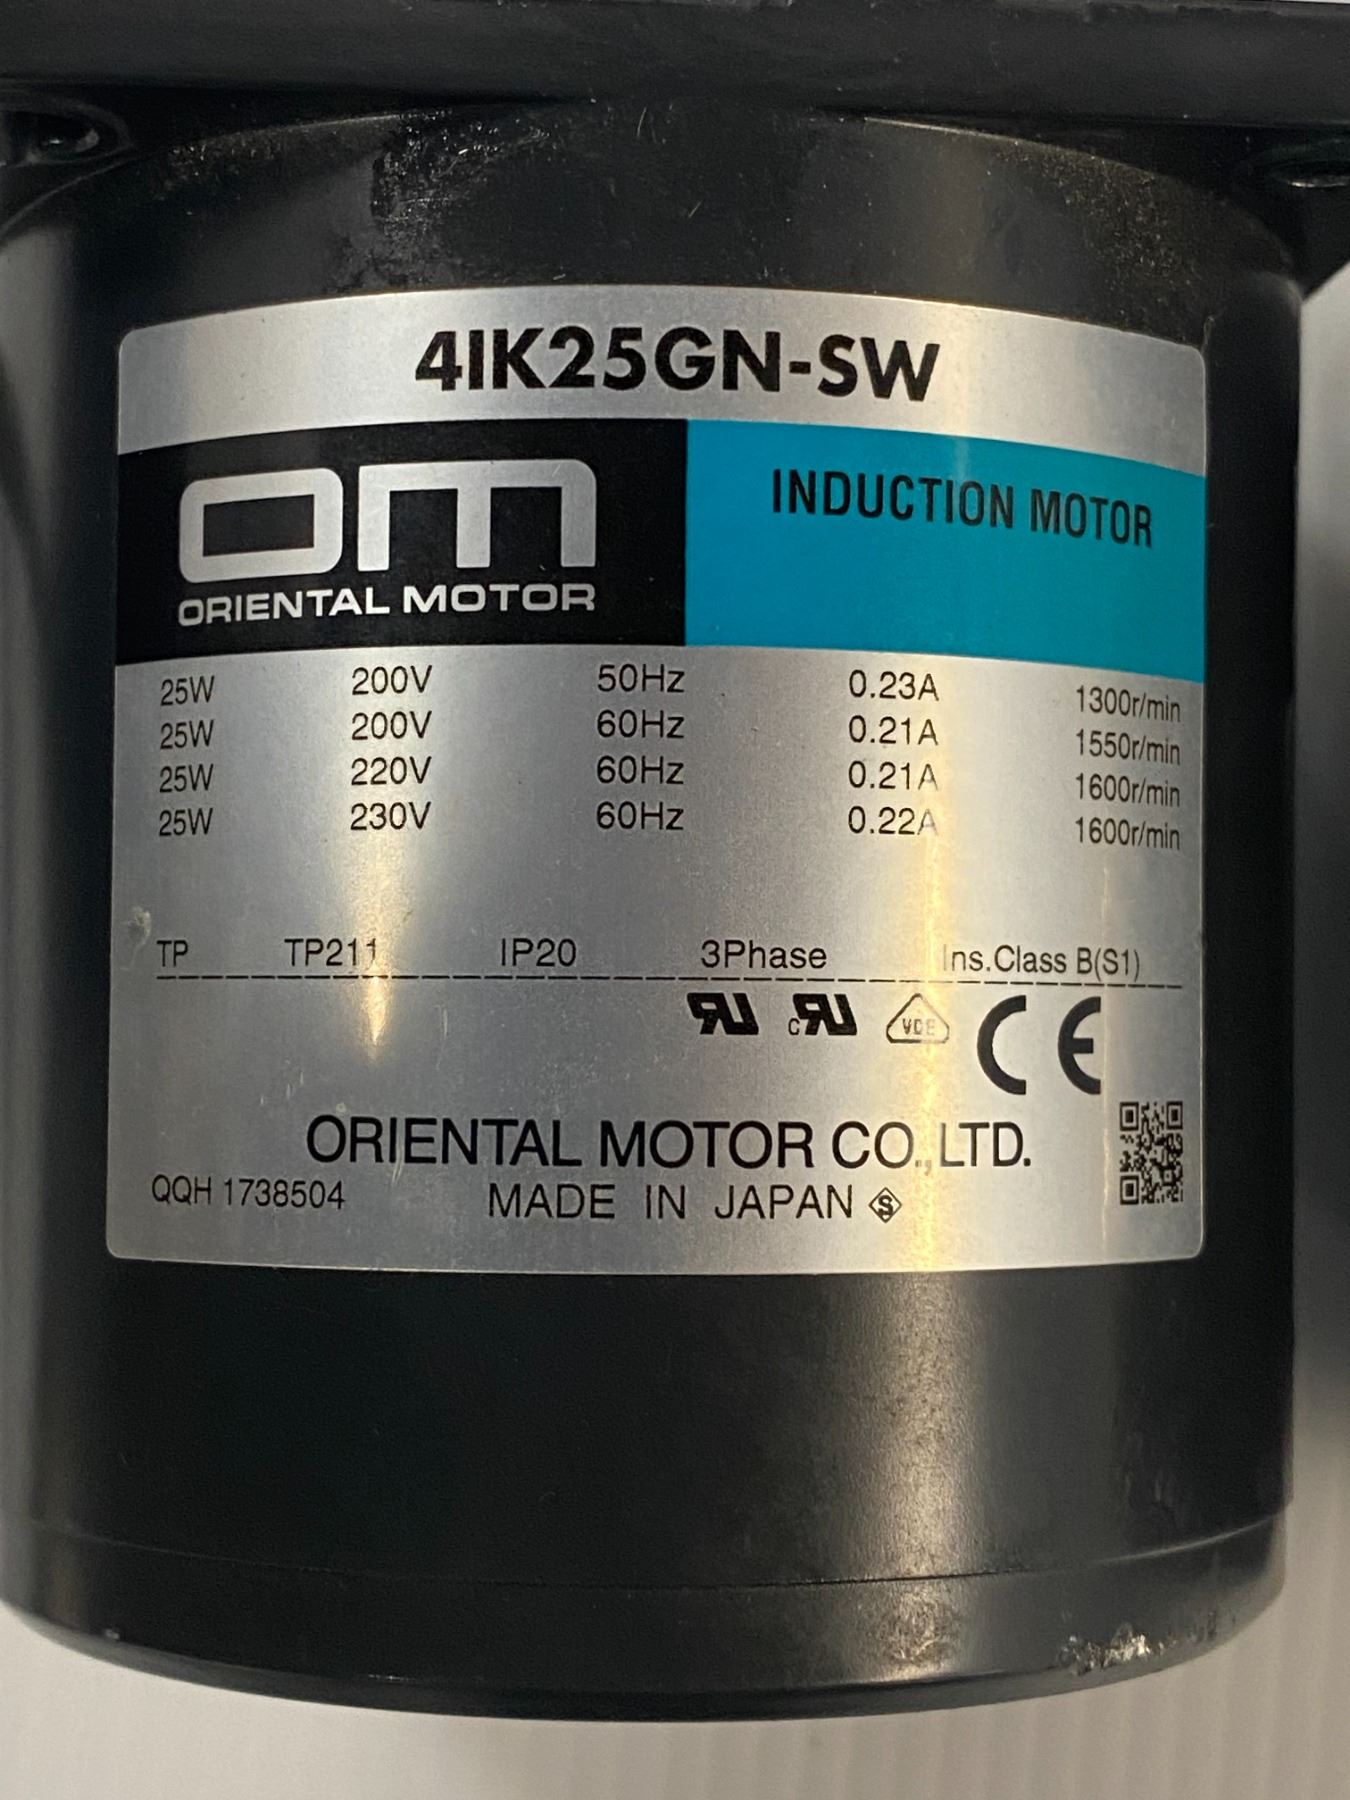 4IK25GN-SW
om
ORIENTAL MOTOR
INDUCTION MOTOR
25W 200V 50Hz 0.23A 1300r/min
25W 200V 60Hz 0.21A 1550r/min
25W 220V 60Hz 0.21A 1600r/min
25W 230V 60Hz 0.22A 1600r/min
TP TP211 IP20 3Phase Ins.Class B(S1)
RU cRU VDE CE
ORIENTAL MOTOR CO.,LTD.
QQH 1738504 MADE IN JAPAN S